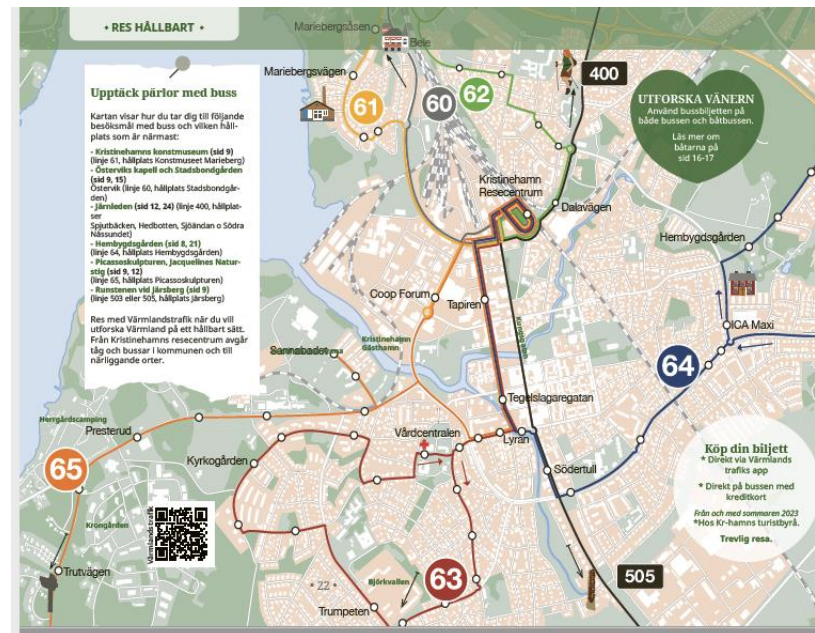 • RES HÅLLBART •
Upptäck pärlor med buss
Kartan visar hur du tar dig till följande
besöksmål med buss och vilken håll-
plats som är närmast:
- Kristinehamns konstmuseum (sid 9)
(linje 61, hållplats Konstmuseet Marieberg)
- Österviks kapell och Stadsbondgården
(sid 9, 15)
Östervik (linje 60, hållplats Stadsbondgår-
den)
- Järnleden (sid 12, 24) (linje 400, hållplat-
ser
Spjutbäcken, Hedbotten, Sjöändan o Södra
Nässundet)
- Hembygdsgården (sid 8, 21)
(linje 64, hållplats Hembygdsgården)
- Picassoskulpturen, Jacquelines Natur-
stig (sid 9, 12)
(linje 65, hållplats Picassoskulpturen)
- Runstenen vid Järsberg (sid 9)
(linje 503 eller 505, hållplats Järsberg)
Res med Värmlandstrafik när du vill
utforska Värmland på ett hållbart sätt.
Från Kristinehamns resecentrum avgår
tåg och bussar i kommunen och till
närliggande orter.
Mariebergsåsen
Bele
Mariebergsvägen
61
60
62
400
UTFORSKA VÄNERN
Använd bussbiljetten på
både bussen och båtbussen.
Läs mer om
båtarna på
sid 16-17
Kristinehamn
Resecentrum
Dalavägen
Hembygdsgården
Coop Forum
Tapiren
ICA Maxi
Kristinehamn
Gästhamn
Sannabadet
64
Tegelslagaregatan
Herrgårdscamping
Presterud
Vårdcentralen
Lyran
Kyrkogården
Södertull
65
Köp din biljett
* Direkt via Värmlands
trafiks app
* Direkt på bussen med
kreditkort
Från och med sommaren 2023
*Hos Kr-hamns turistbyrå.
Trevlig resa.
Värmlandstrafik
Krongården
Trutvägen
• 22 •
Björkvallen
63
505
Trumpeten